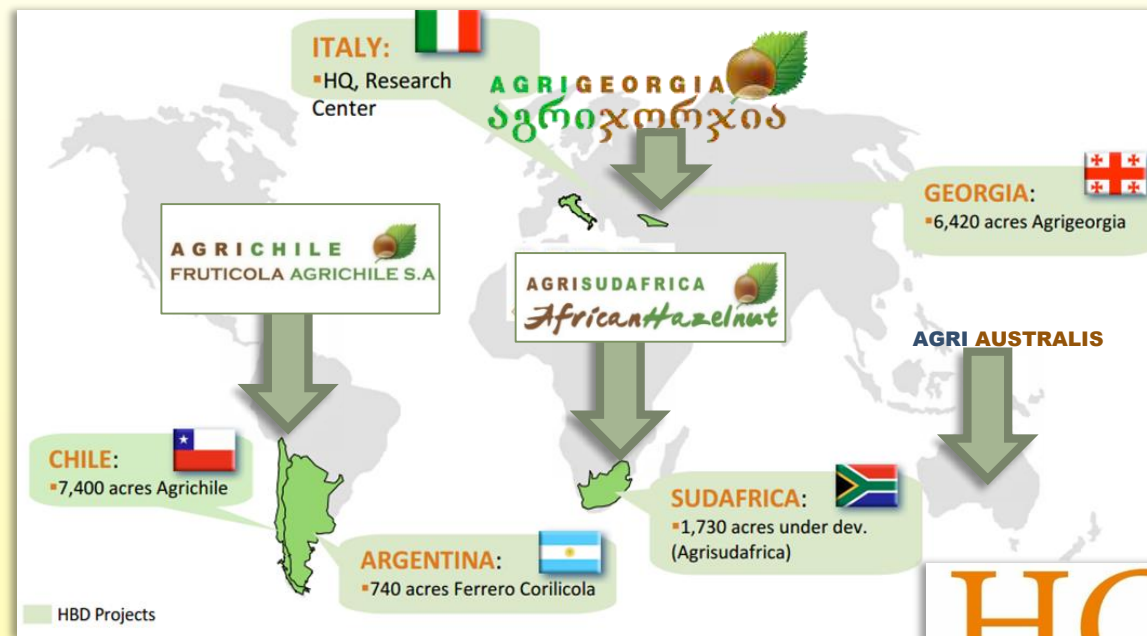 ITALY:
▪HQ, Research
Center
AGRIGEORGIA
აგრიჯორჯია
GEORGIA:
▪6,420 acres Agrigeorgia
AGRICHILE
FRUTICOLA AGRICHILE S.A
AGRISUDAFRICA
AfricanHazelnut
AGRI AUSTRALIS
CHILE:
▪7,400 acres Agrichile
SUDAFRICA:
▪1,730 acres under dev.
(Agrisudafrica)
ARGENTINA:
▪740 acres Ferrero Corilicola
HBD Projects